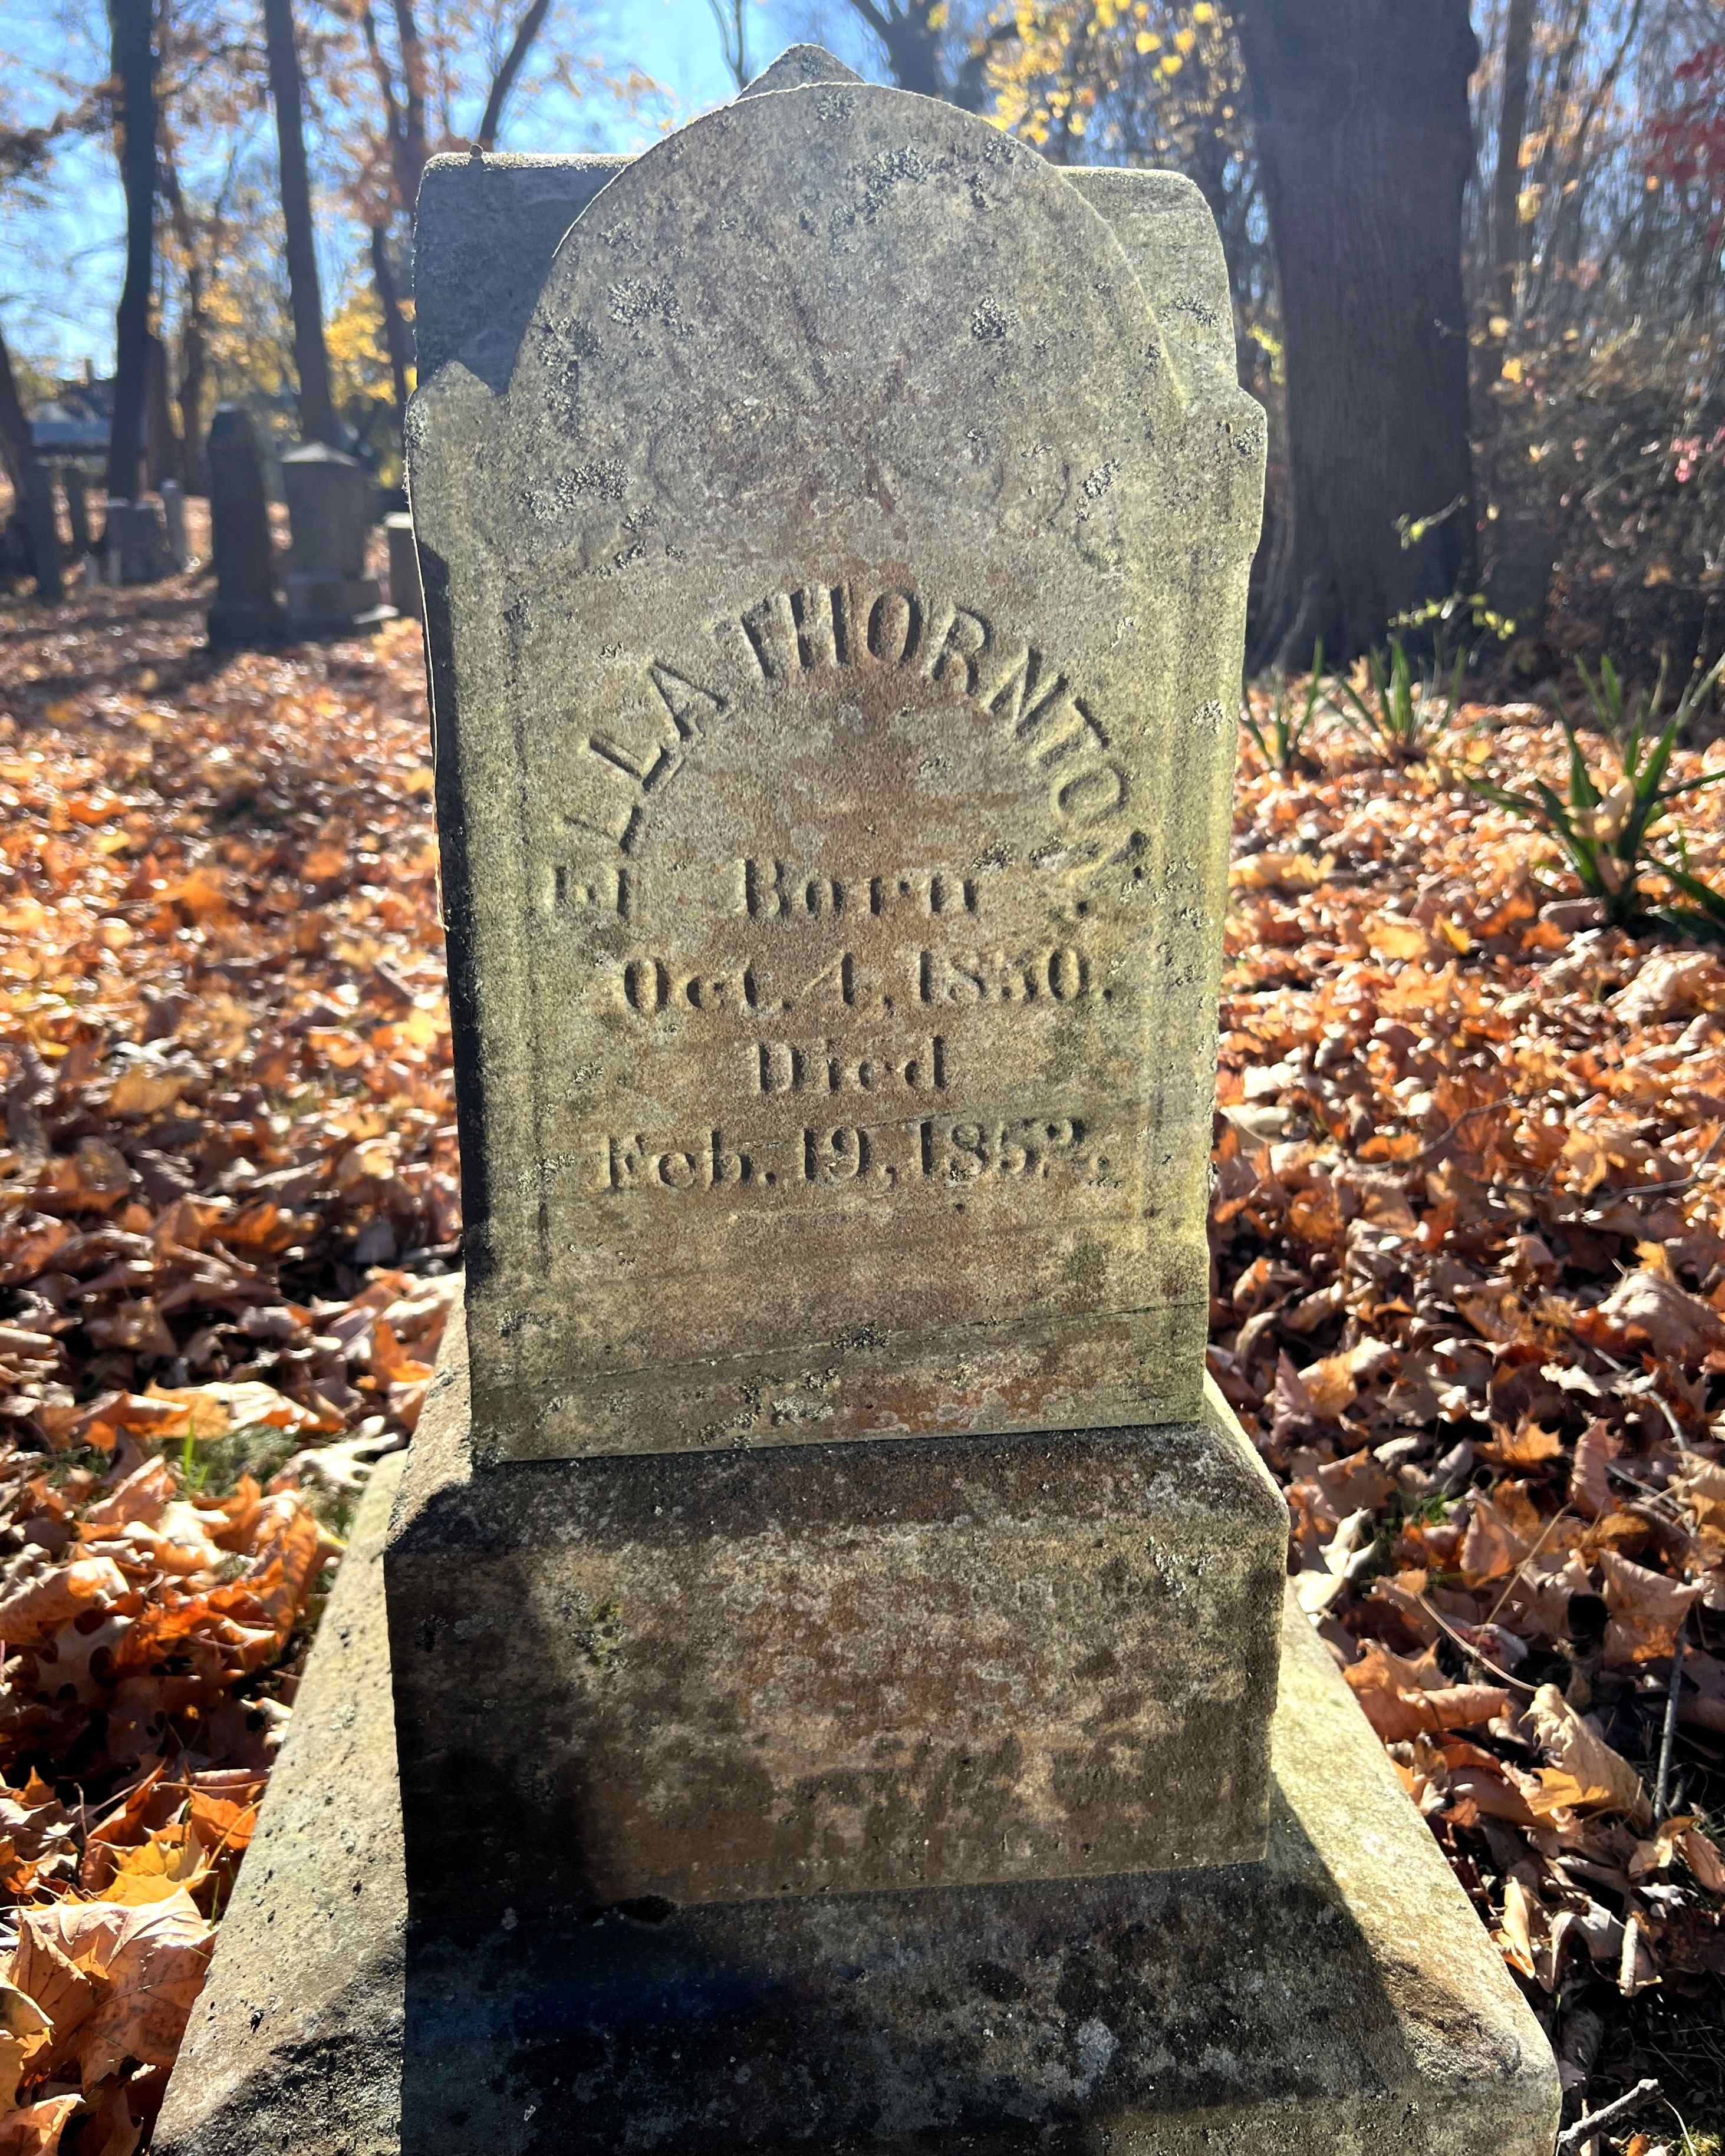 ELLA THORNTON.
Born
Oct. 4, 1850.
Died
Feb. 19, 1852.